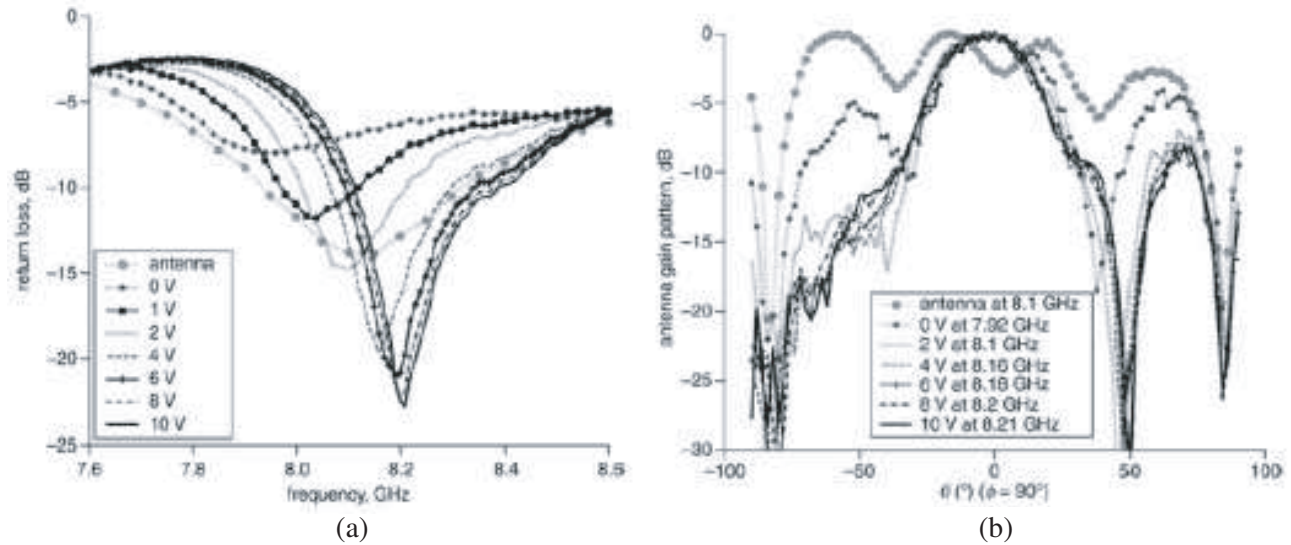 0
−5
−10
−15
−20
−25
return loss, dB
antenna
0 V
1 V
2 V
4 V
6 V
8 V
10 V
7.6 7.8 8.0 8.2 8.4 8.6
frequency, GHz
(a)
0
−5
−10
−15
−20
−25
−30
antenna gain pattern, dB
antenna at 8.1 GHz
0 V at 7.92 GHz
2 V at 8.1 GHz
4 V at 8.16 GHz
6 V at 8.18 GHz
8 V at 8.2 GHz
10 V at 8.21 GHz
−100 −50 0 50 100
θ (°) (ϕ = 90°)
(b)